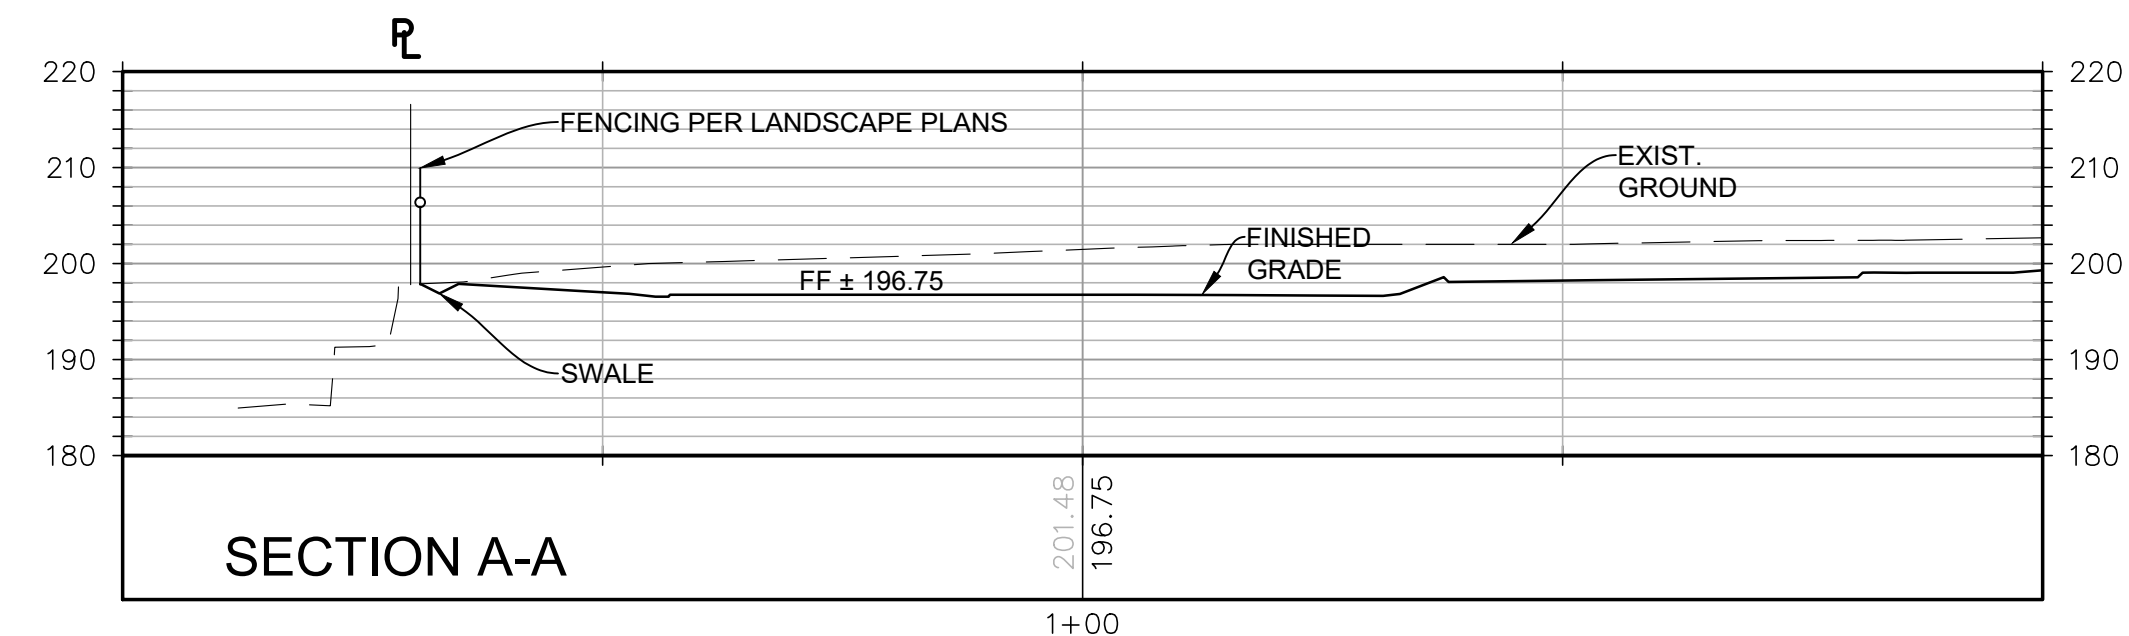 PL
220
220
FENCING PER LANDSCAPE PLANS
EXIST.
GROUND
210
210
FINISHED
GRADE
200
200
FF ± 196.75
190
190
SWALE
180
180
201.48
196.75
SECTION A-A
1+00